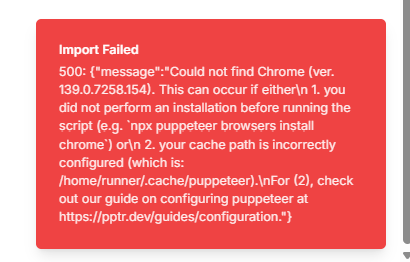 Import Failed
500: {"message":"Could not find Chrome (ver.
139.0.7258.154). This can occur if either\n 1. you
did not perform an installation before running the
script (e.g. `npx puppeteer browsers install
chrome`) or\n 2. your cache path is incorrectly
configured (which is:
/home/runner/.cache/puppeteer).\nFor (2), check
out our guide on configuring puppeteer at
https://pptr.dev/guides/configuration."}